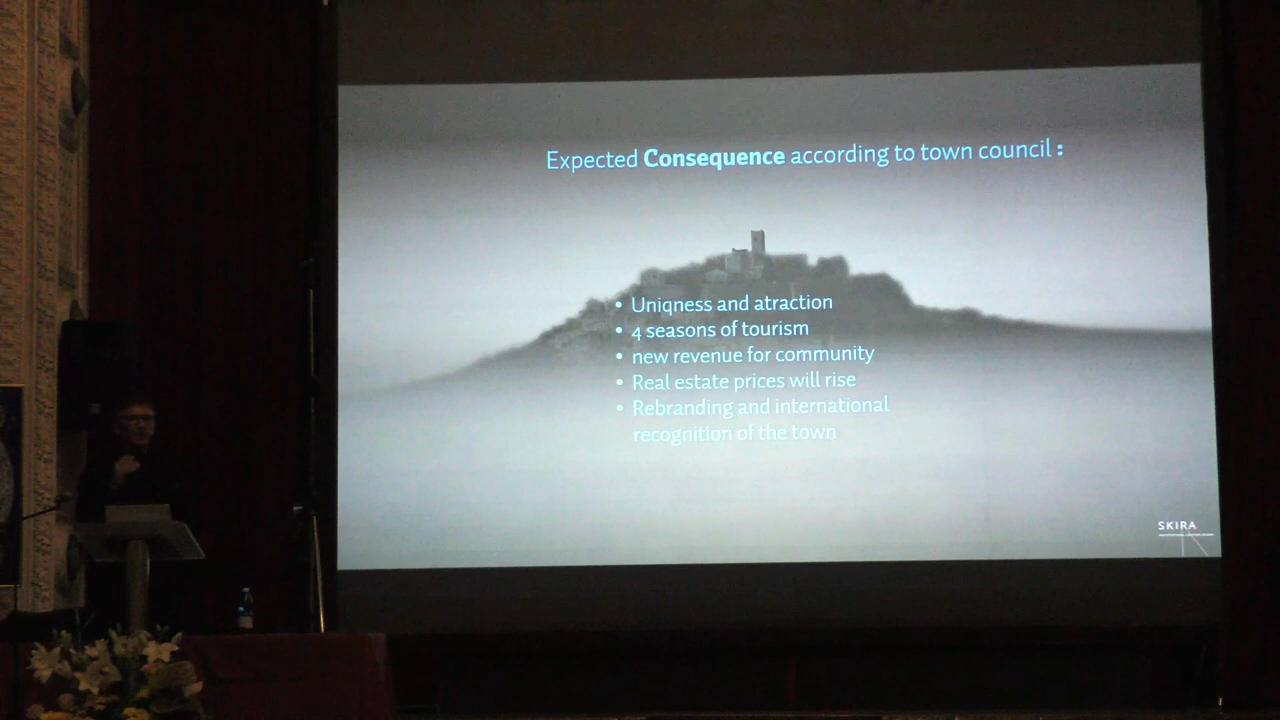 Expected Consequence according to town council :
• Uniqness and atraction
• 4 seasons of tourism
• new revenue for community
• Real estate prices will rise
• Rebranding and international
recognition of the town
SKIRA